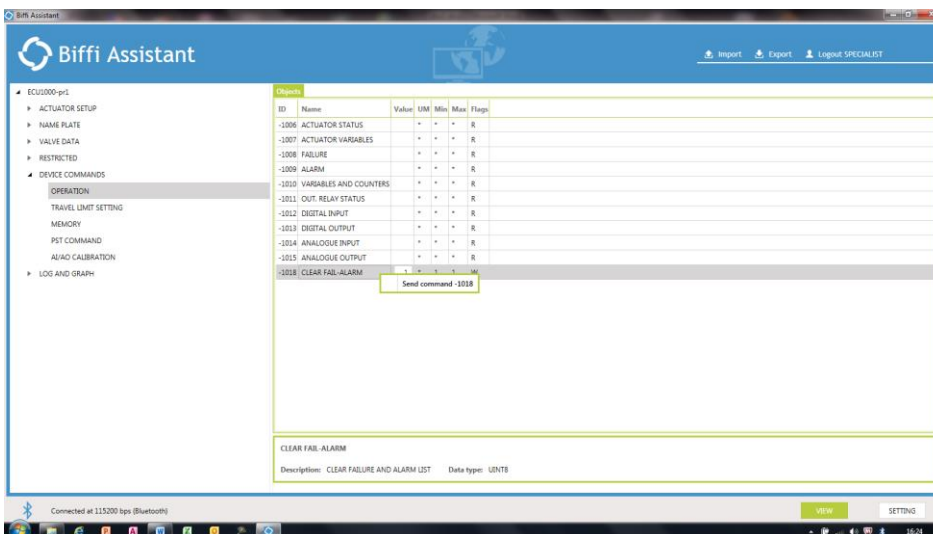 Biffi Assistant
Biffi Assistant
Import Export Logout SPECIALIST
ECU1000-pr1
ACTUATOR SETUP
NAME PLATE
VALVE DATA
RESTRICTED
DEVICE COMMANDS
OPERATION
TRAVEL LIMIT SETTING
MEMORY
PST COMMAND
AI/AO CALIBRATION
LOG AND GRAPH
Objects
ID Name Value UM Min Max Flags
-1006 ACTUATOR STATUS * * * R
-1007 ACTUATOR VARIABLES * * * R
-1008 FAILURE * * * R
-1009 ALARM * * * R
-1010 VARIABLES AND COUNTERS * * * R
-1011 OUT. RELAY STATUS * * * R
-1012 DIGITAL INPUT * * * R
-1013 DIGITAL OUTPUT * * * R
-1014 ANALOGUE INPUT * * * R
-1015 ANALOGUE OUTPUT * * * R
-1018 CLEAR FAIL-ALARM 1 * 1 1 W
Send command -1018
CLEAR FAIL-ALARM
Description: CLEAR FAILURE AND ALARM LIST Data type: UINT8
Connected at 115200 bps (Bluetooth)
VIEW SETTING
16:24